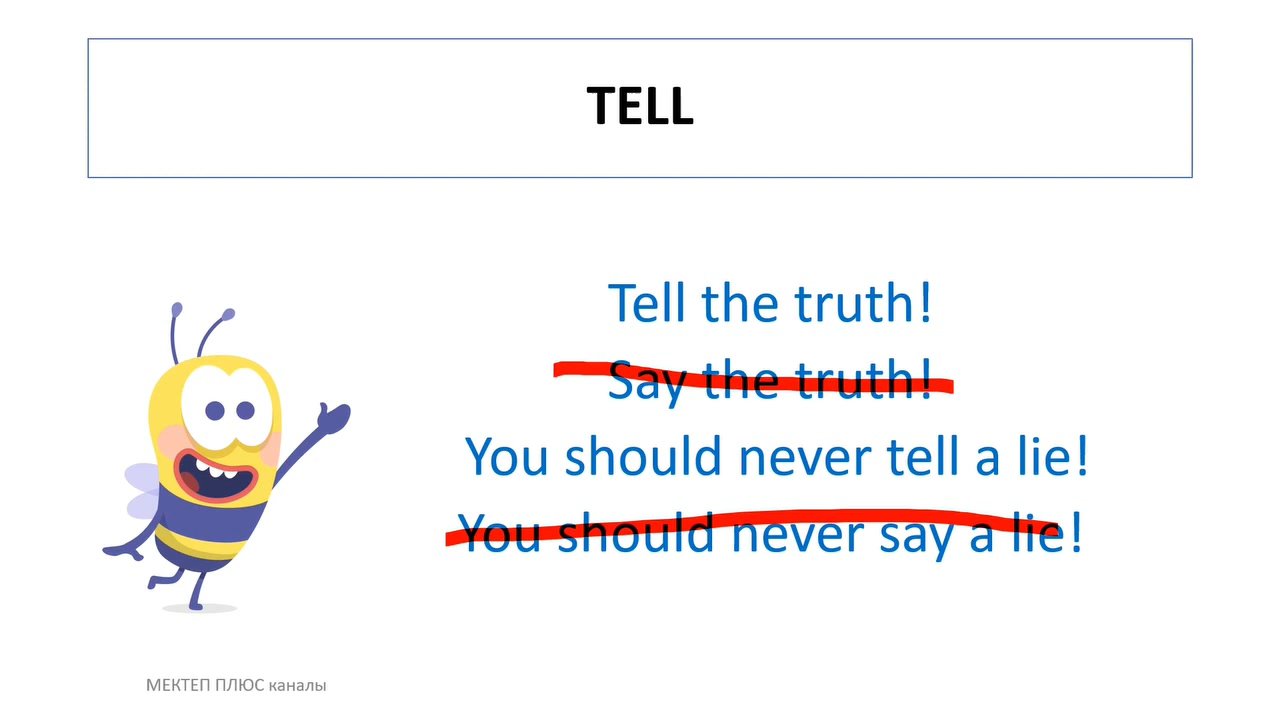 TELL
Tell the truth!
Say the truth!
You should never tell a lie!
You should never say a lie!
МЕКТЕП ПЛЮС каналы